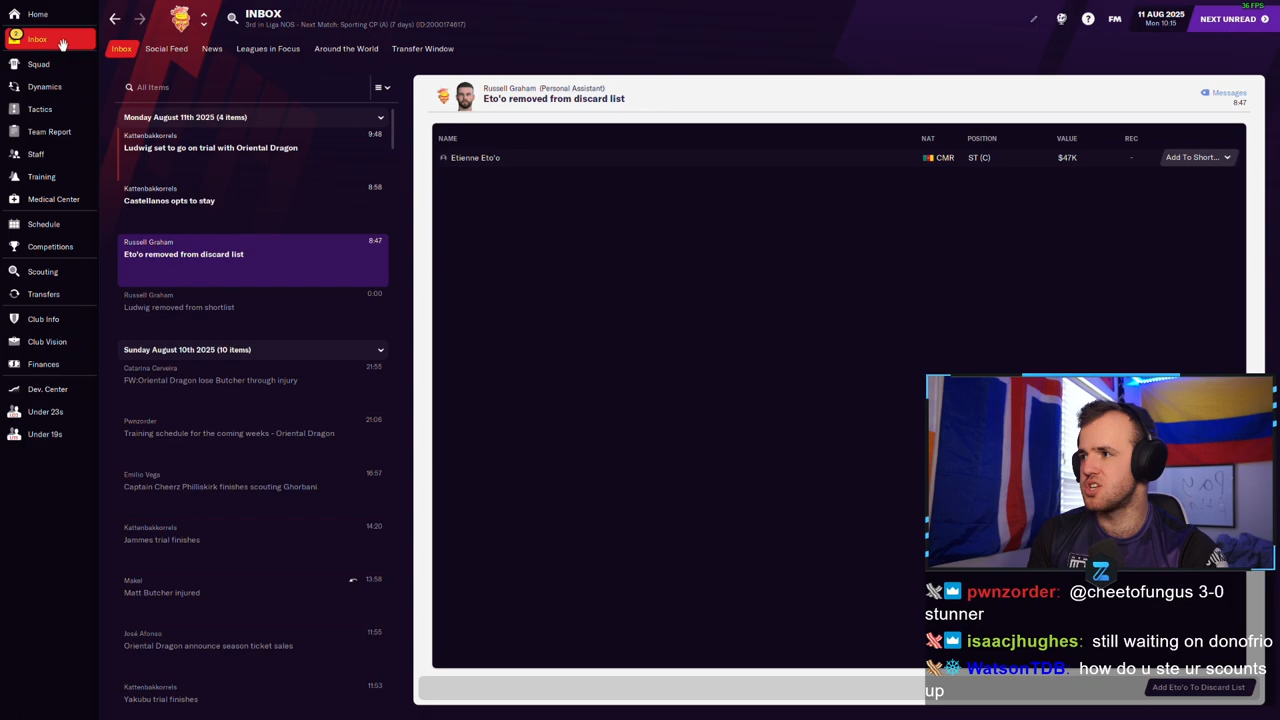 36 FPS
Home
INBOX
3rd in Liga NOS - Next Match: Sporting CP (A) (7 days) (ID:2000174617)
FM
11 AUG 2025
Mon 10:15
NEXT UNREAD
2
Inbox
Inbox
Social Feed
News
Leagues in Focus
Around the World
Transfer Window
Squad
Dynamics
Tactics
Team Report
Staff
Training
Medical Center
Schedule
Competitions
Scouting
Transfers
Club Info
Club Vision
Finances
Dev. Center
Under 23s
Under 19s
All Items
Monday August 11th 2025 (4 items)
Kattenbakkorrels 9:48
Ludwig set to go on trial with Oriental Dragon
Kattenbakkorrels 8:58
Castellanos opts to stay
Russell Graham 8:47
Eto'o removed from discard list
Russell Graham 0:00
Ludwig removed from shortlist
Sunday August 10th 2025 (10 items)
Catarina Cerveira 21:55
FW:Oriental Dragon lose Butcher through injury
Pwnzorder 21:06
Training schedule for the coming weeks - Oriental Dragon
Emilio Vega 16:57
Captain Cheerz Philliskirk finishes scouting Ghorbani
Kattenbakkorrels 14:20
Jammes trial finishes
Makel 13:58
Matt Butcher injured
José Afonso 11:55
Oriental Dragon announce season ticket sales
Kattenbakkorrels 11:53
Yakubu trial finishes
Russell Graham (Personal Assistant)
Eto'o removed from discard list
Messages
8:47
NAME NAT POSITION VALUE REC
Etienne Eto'o CMR ST (C) $47K - Add To Short...
pwnzorder: @cheetofungus 3-0
stunner
isaacjhughes: still waiting on donofrio
WatsonTDB: how do u ste ur scounts
up
Add Eto'o To Discard List